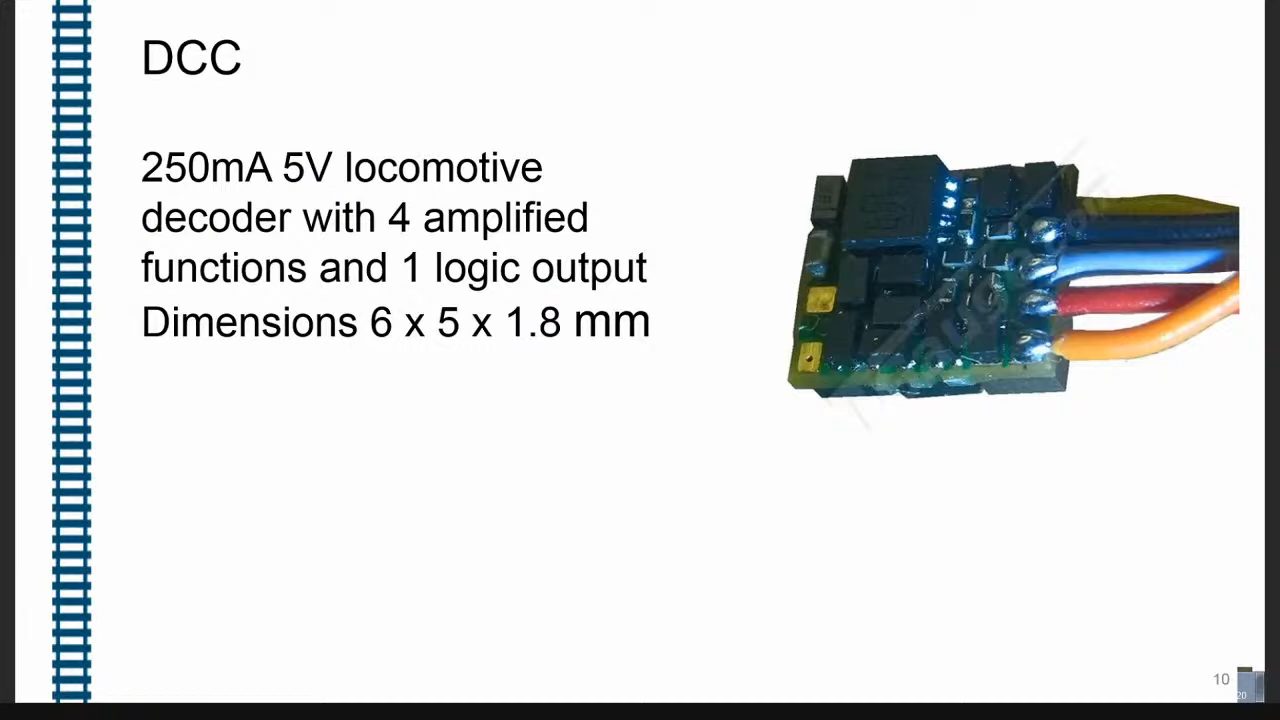 DCC
250mA 5V locomotive
decoder with 4 amplified
functions and 1 logic output
Dimensions 6 x 5 x 1.8 mm
10
20